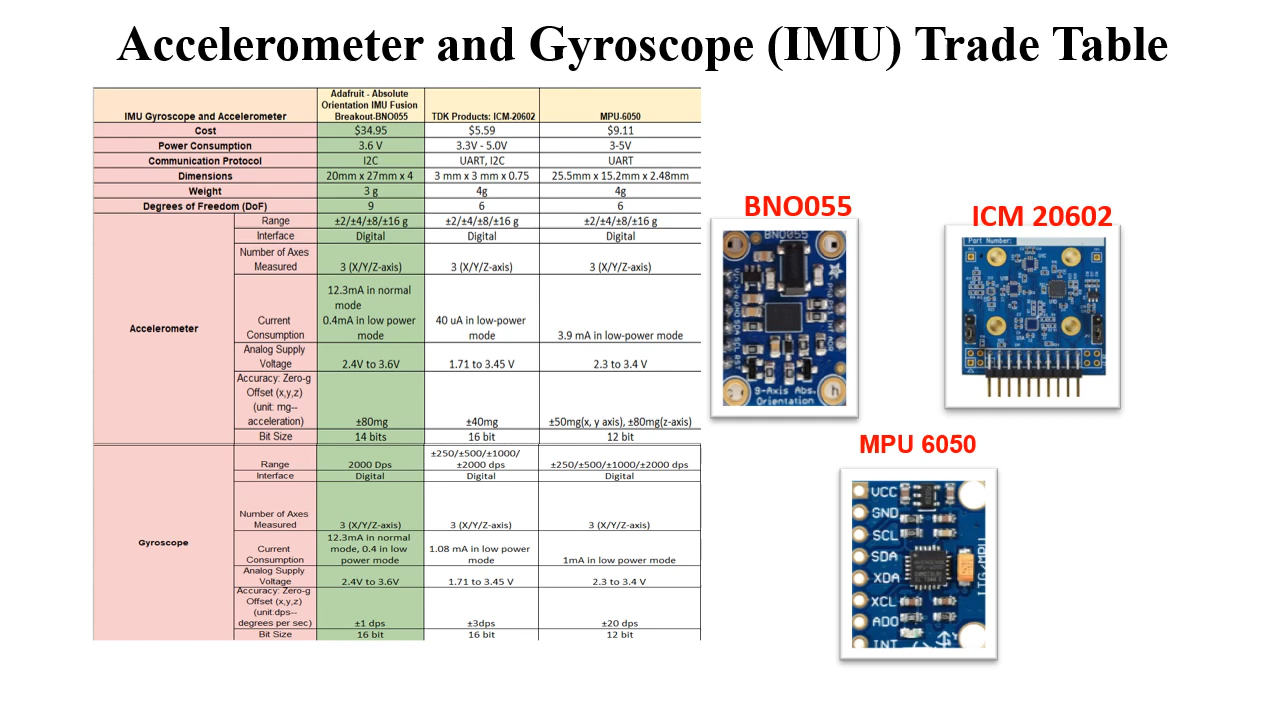 Accelerometer and Gyroscope (IMU) Trade Table
IMU Gyroscope and Accelerometer
Adafruit - Absolute
Orientation IMU Fusion
Breakout-BNO055
TDK Products: ICM-20602
MPU-6050
Cost $34.95 $5.59 $9.11
Power Consumption 3.6 V 3.3V - 5.0V 3-5V
Communication Protocol I2C UART, I2C UART
Dimensions 20mm x 27mm x 4 3 mm x 3 mm x 0.75 25.5mm x 15.2mm x 2.48mm
Weight 3 g 4g 4g
Degrees of Freedom (DoF) 9 6 6
Accelerometer
Range ±2/±4/±8/±16 g ±2/±4/±8/±16 g ±2/±4/±8/±16 g
Interface Digital Digital Digital
Number of Axes
Measured 3 (X/Y/Z-axis) 3 (X/Y/Z-axis) 3 (X/Y/Z-axis)
Current
Consumption
12.3mA in normal
mode
0.4mA in low power
mode
40 uA in low-power
mode
3.9 mA in low-power mode
Analog Supply
Voltage 2.4V to 3.6V 1.71 to 3.45 V 2.3 to 3.4 V
Accuracy: Zero-g
Offset (x,y,z)
(unit: mg--
acceleration) ±80mg ±40mg ±50mg(x, y axis), ±80mg(z-axis)
Bit Size 14 bits 16 bit 12 bit
Gyroscope
Range 2000 Dps
±250/±500/±1000/
±2000 dps
±250/±500/±1000/±2000 dps
Interface Digital Digital Digital
Number of Axes
Measured 3 (X/Y/Z-axis) 3 (X/Y/Z-axis) 3 (X/Y/Z-axis)
Current
Consumption
12.3mA in normal
mode, 0.4 in low
power mode
1.08 mA in low power
mode
1mA in low power mode
Analog Supply
Voltage 2.4V to 3.6V 1.71 to 3.45 V 2.3 to 3.4 V
Accuracy: Zero-g
Offset (x,y,z)
(unit:dps--
degrees per sec) ±1 dps ±3dps ±20 dps
Bit Size 16 bit 16 bit 12 bit
BNO055
BNO055
9-Axis Abs.
Orientation
ICM 20602
Part Number:
MPU 6050
VCC
GND
SCL
SDA
XDA
XCL
ADO
INT
ITG/MPU